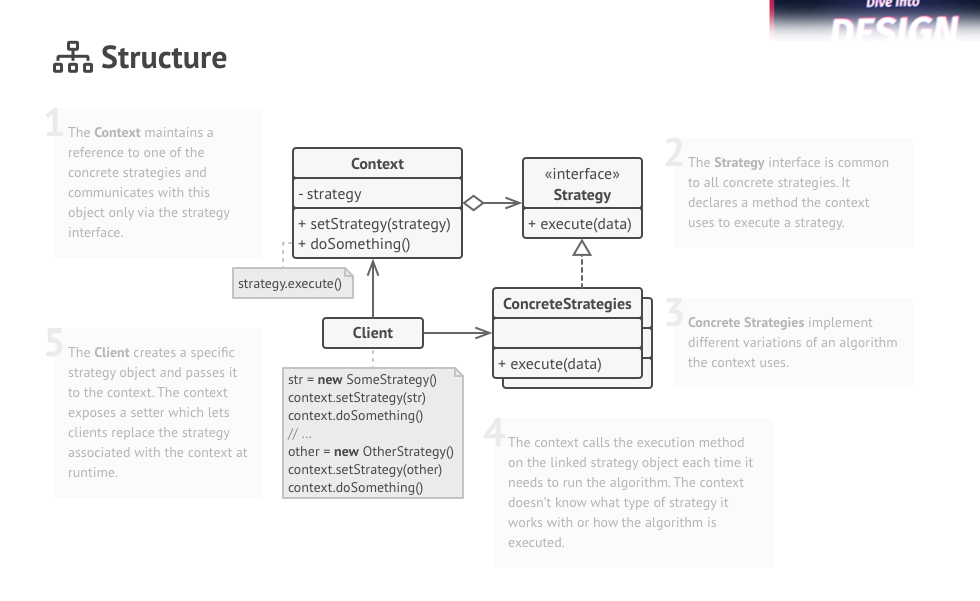 Dive Into
DESIGN
Structure
1
The Context maintains a
reference to one of the
concrete strategies and
communicates with this
object only via the strategy
interface.
Context
- strategy
+ setStrategy(strategy)
+ doSomething()
strategy.execute()
«interface»
Strategy
+ execute(data)
2
The Strategy interface is common
to all concrete strategies. It
declares a method the context
uses to execute a strategy.
ConcreteStrategies
+ execute(data)
3
Concrete Strategies implement
different variations of an algorithm
the context uses.
Client
str = new SomeStrategy()
context.setStrategy(str)
context.doSomething()
// ...
other = new OtherStrategy()
context.setStrategy(other)
context.doSomething()
4
The context calls the execution method
on the linked strategy object each time it
needs to run the algorithm. The context
doesn't know what type of strategy it
works with or how the algorithm is
executed.
5
The Client creates a specific
strategy object and passes it
to the context. The context
exposes a setter which lets
clients replace the strategy
associated with the context at
runtime.